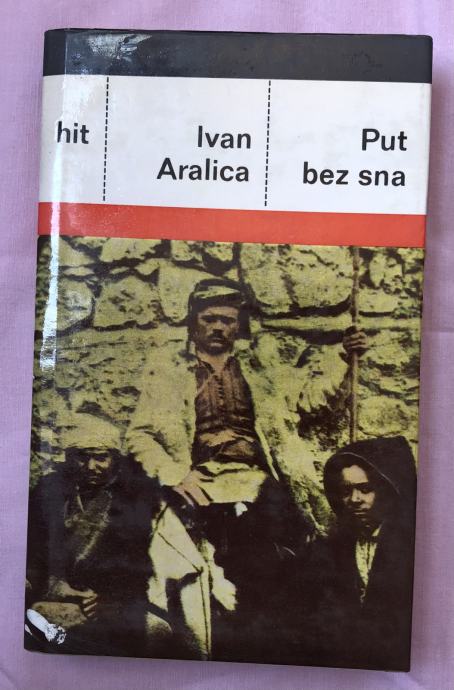 hit
Ivan
Aralica
Put
bez sna